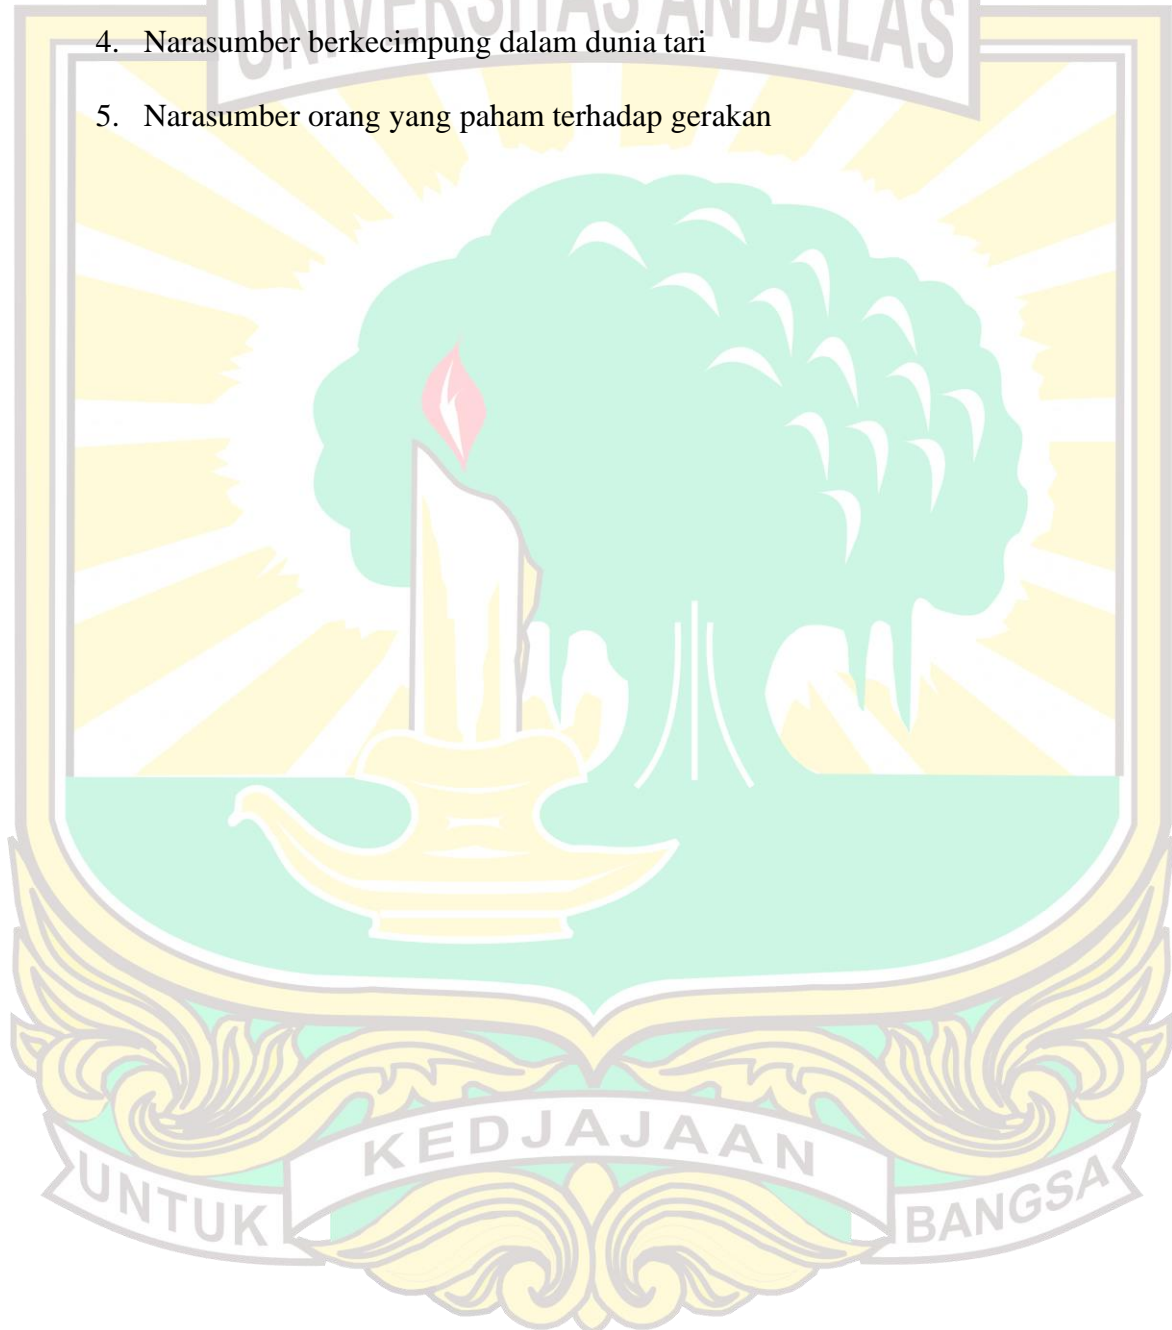 UNIVERSITAS ANDALAS
4. Narasumber berkecimpung dalam dunia tari
5. Narasumber orang yang paham terhadap gerakan
KEDJAJAAN
UNTUK BANGSA